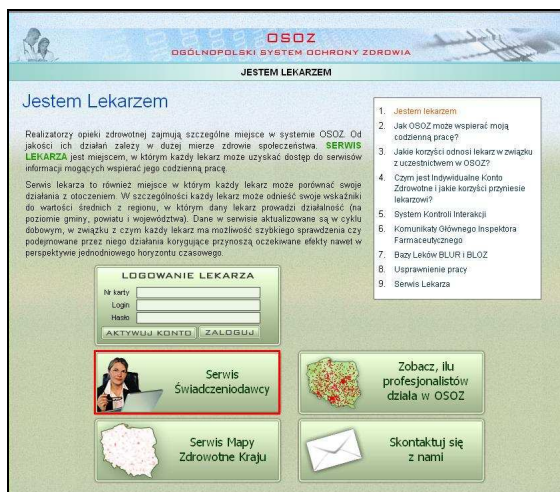 OSOZ
OGÓLNOPOLSKI SYSTEM OCHRONY ZDROWIA
JESTEM LEKARZEM
Jestem Lekarzem
Realizatorzy opieki zdrowotnej zajmują szczególne miejsce w systemie OSOZ. Od
jakości ich działań zależy w dużej mierze zdrowie społeczeństwa. SERWIS
LEKARZA jest miejscem, w którym każdy lekarz może uzyskać dostęp do serwisów
informacji mogących wspierać jego codzienną pracę.
Serwis lekarza to również miejsce w którym każdy lekarz może porównać swoje
działania z otoczeniem. W szczególności każdy lekarz może odnieść swoje wskaźniki
do wartości średnich z regionu, w którym dany lekarz prowadzi działalność (na
poziomie gminy, powiatu i województwa). Dane w serwisie aktualizowane są w cyklu
dobowym, w związku z czym każdy lekarz ma możliwość szybkiego sprawdzenia czy
podejmowane przez niego działania korygujące przynoszą oczekiwane efekty nawet w
perspektywie jednodniowego horyzontu czasowego.
1. Jestem lekarzem
2. Jak OSOZ może wspierać moją
codzienną pracę?
3. Jakie korzyści odnosi lekarz w związku
z uczestnictwem w OSOZ?
4. Czym jest Indywidualne Konto
Zdrowotne i jakie korzyści przyniesie
lekarzowi?
5. System Kontroli Interakcji
6. Komunikaty Głównego Inspektora
Farmaceutycznego
7. Bazy Leków BLUR i BLOZ
8. Usprawnienie pracy
9. Serwis Lekarza
LOGOWANIE LEKARZA
Nr karty
Login
Hasło
AKTYWUJ KONTO ZALOGUJ
Serwis
Świadczeniodawcy
Zobacz, ilu
profesjonalistów
działa w OSOZ
Serwis Mapy
Zdrowotne Kraju
Skontaktuj się
z nami